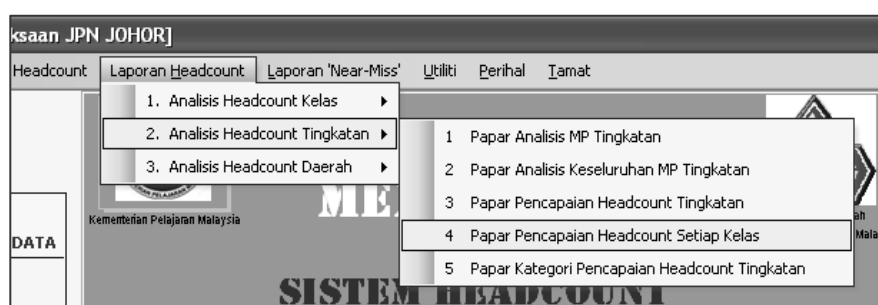 ksaan JPN JOHOR]
Headcount Laporan Headcount Laporan 'Near-Miss' Utiliti Perihal Tamat
1. Analisis Headcount Kelas
2. Analisis Headcount Tingkatan
3. Analisis Headcount Daerah
1 Papar Analisis MP Tingkatan
2 Papar Analisis Keseluruhan MP Tingkatan
3 Papar Pencapaian Headcount Tingkatan
4 Papar Pencapaian Headcount Setiap Kelas
5 Papar Kategori Pencapaian Headcount Tingkatan
Kementerian Pelajaran Malaysia
ah
Mala
DATA
ME
SISTEM HEADCOUNT